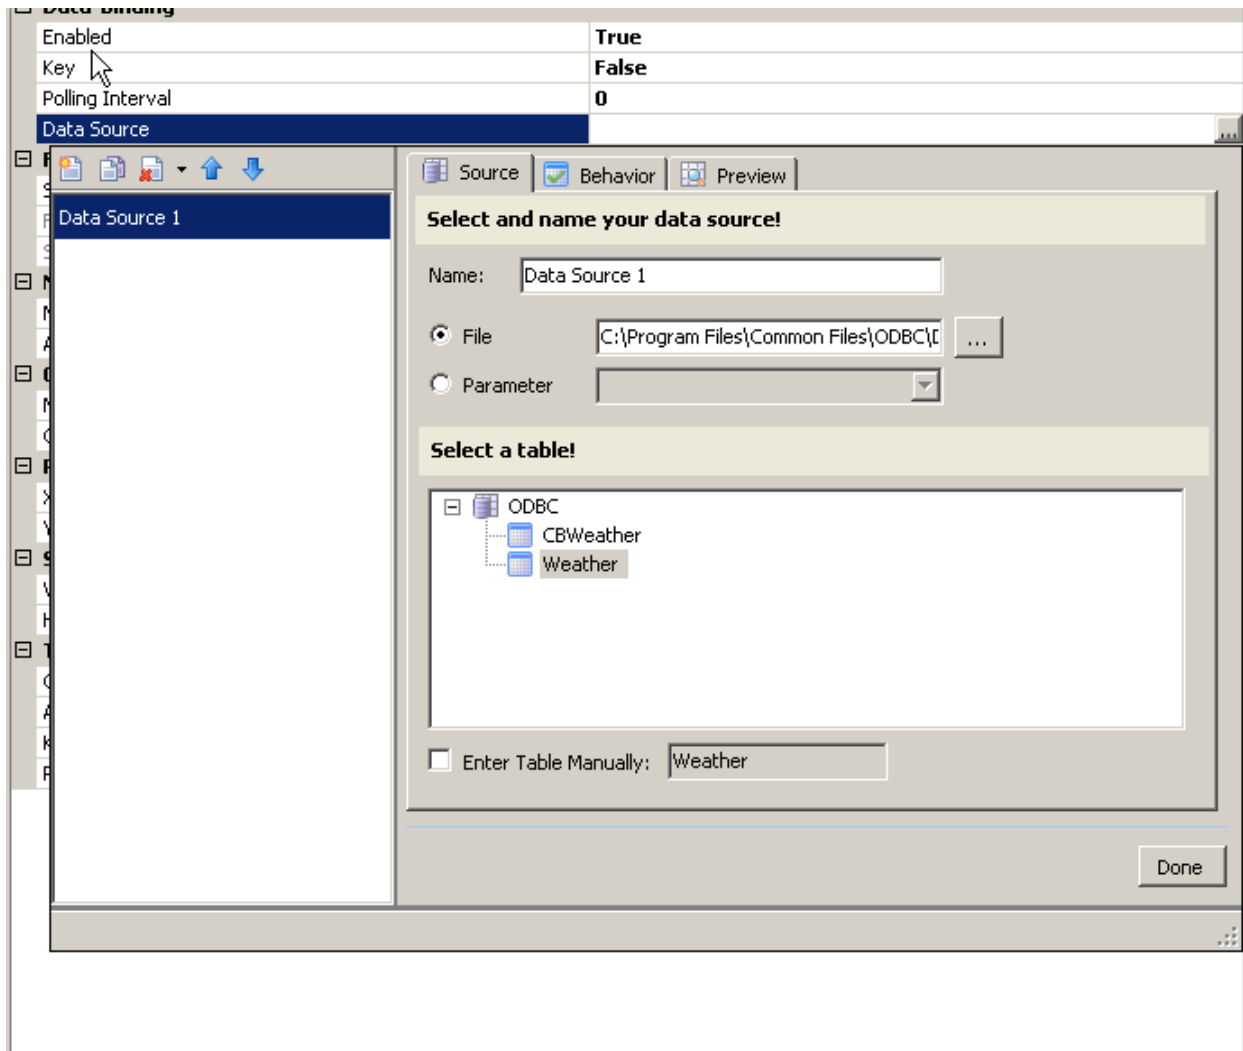 Data Binding
Enabled True
Key False
Polling Interval 0
Data Source ...
Source Behavior Preview
Data Source 1
Select and name your data source!
Name: Data Source 1
File C:\Program Files\Common Files\ODBC\ ...
Parameter
Select a table!
ODBC
CBWeather
Weather
Enter Table Manually: Weather
Done